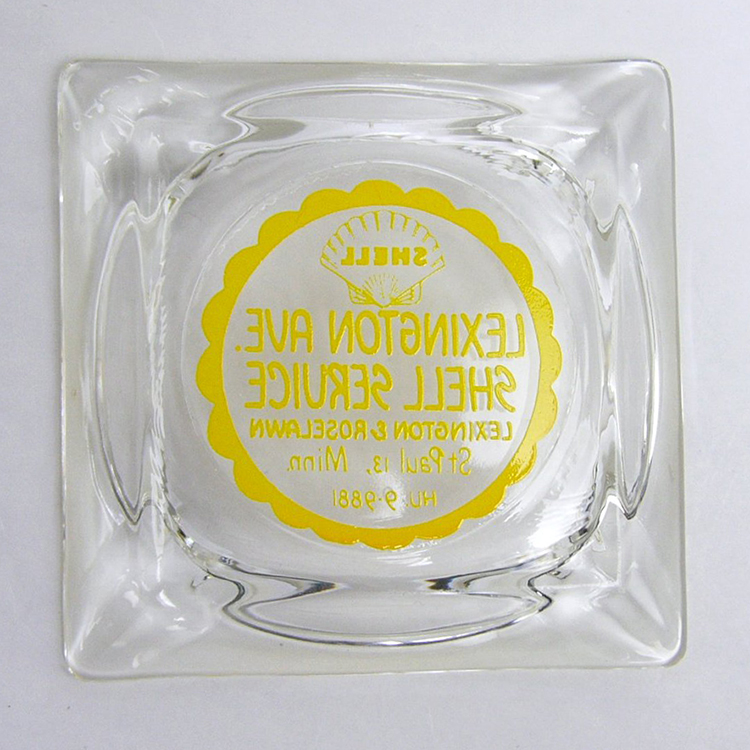 SHELL
LEXINGTON AVE.
SHELL SERVICE
LEXINGTON & ROSELAWN
St Paul 13, Minn.
HU. 9-9881